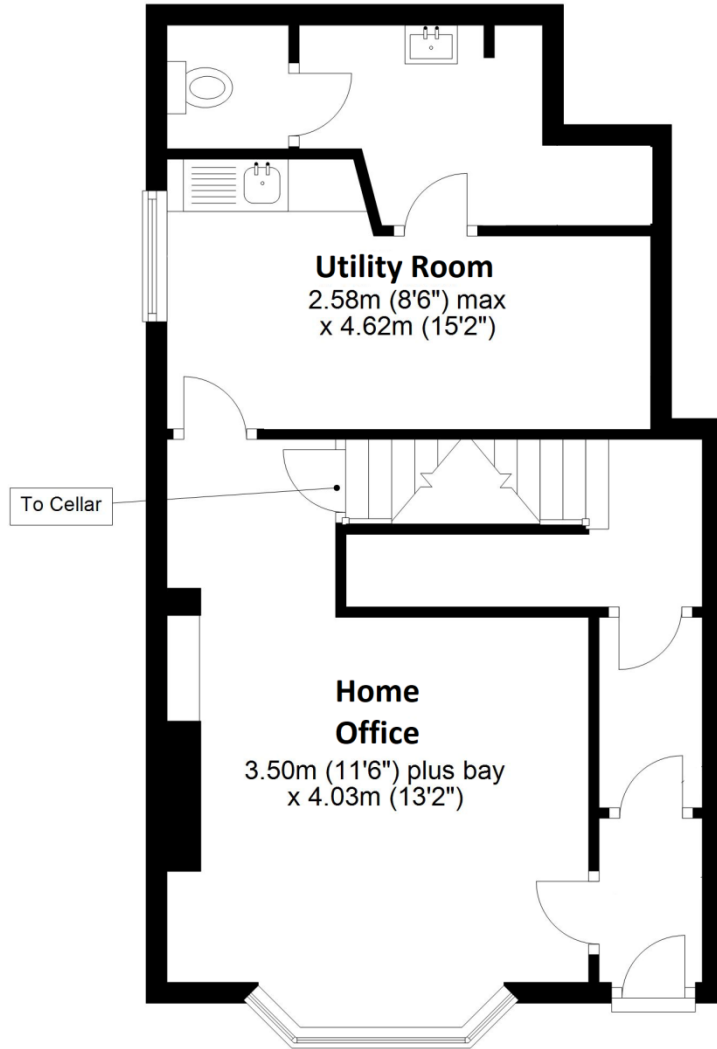 Utility Room
2.58m (8'6") max
x 4.62m (15'2")
To Cellar
Home
Office
3.50m (11'6") plus bay
x 4.03m (13'2")